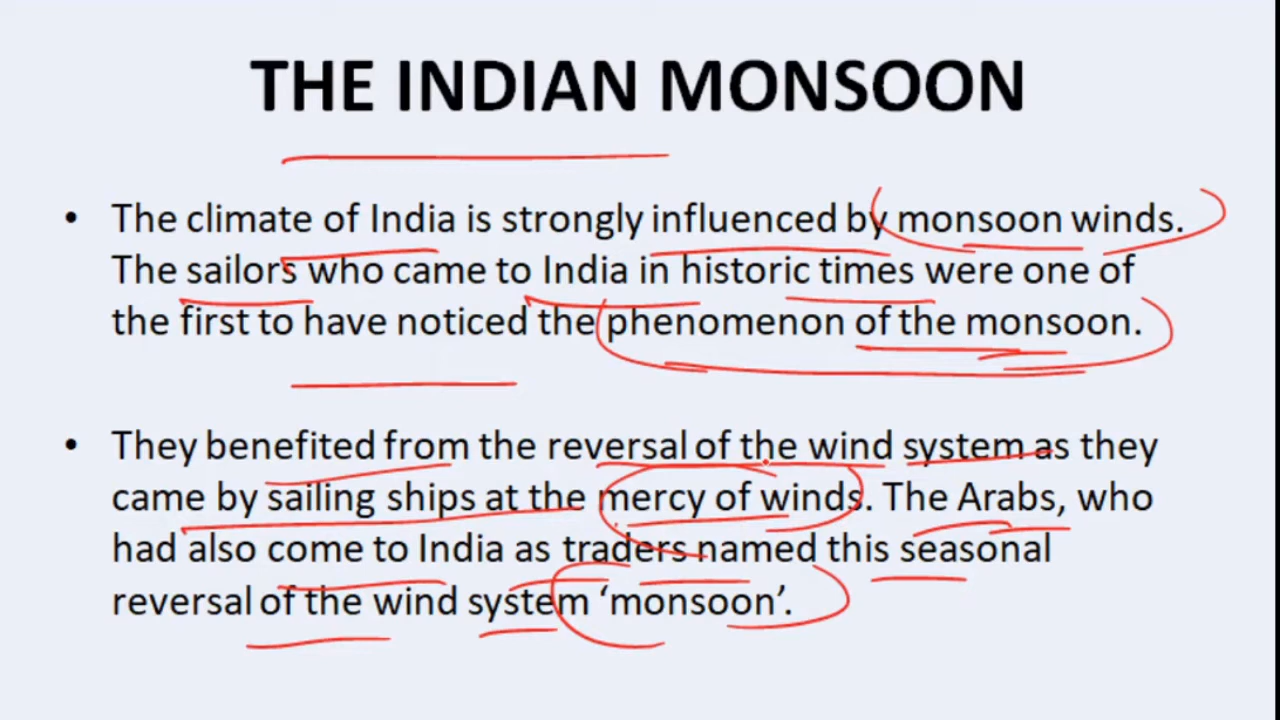 THE INDIAN MONSOON
• The climate of India is strongly influenced by monsoon winds.
The sailors who came to India in historic times were one of
the first to have noticed the phenomenon of the monsoon.
• They benefited from the reversal of the wind system as they
came by sailing ships at the mercy of winds. The Arabs, who
had also come to India as traders named this seasonal
reversal of the wind system ‘monsoon’.